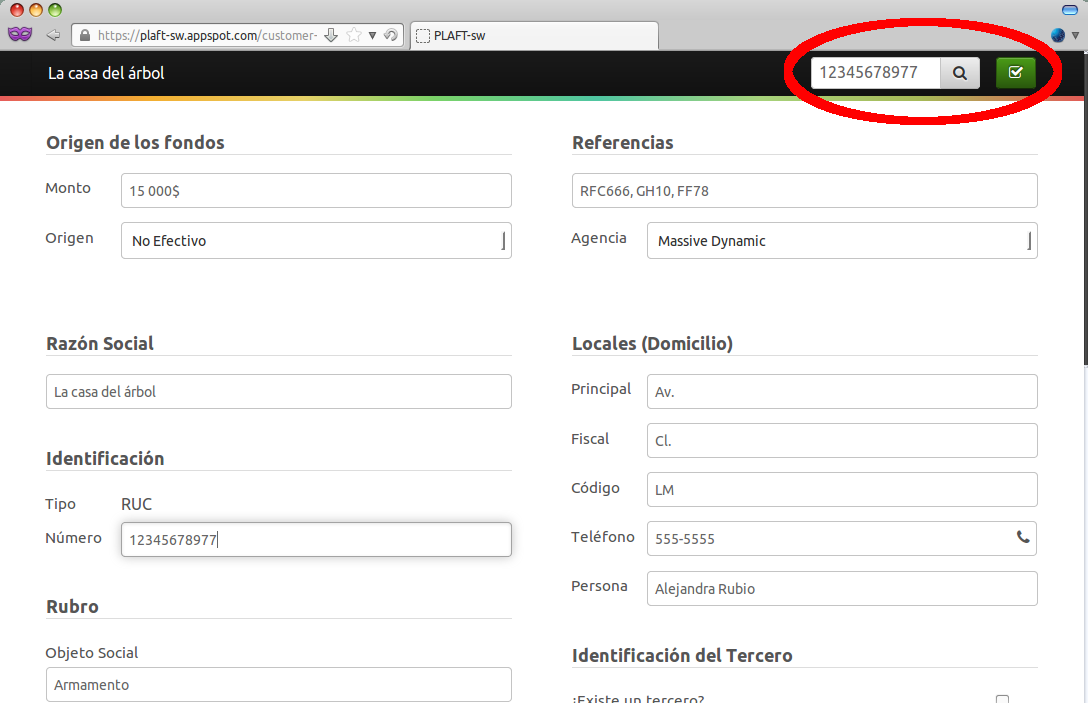 https://plaft-sw.appspot.com/customer-
PLAFT-sw
La casa del árbol
12345678977
Origen de los fondos
Monto
15 000$
Origen
No Efectivo
Referencias
RFC666, GH10, FF78
Agencia
Massive Dynamic
Razón Social
La casa del árbol
Identificación
Tipo
RUC
Número
12345678977
Rubro
Objeto Social
Armamento
Locales (Domicilio)
Principal
Av.
Fiscal
Cl.
Código
LM
Teléfono
555-5555
Persona
Alejandra Rubio
Identificación del Tercero
¿Existe un tercero?